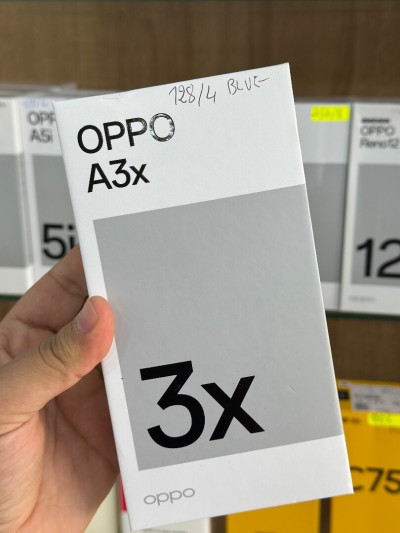 128/4 BLUE
OPPO
A3x
3x
oppo
OPPO
A5i
5i
OPPO
Reno12
12
C75